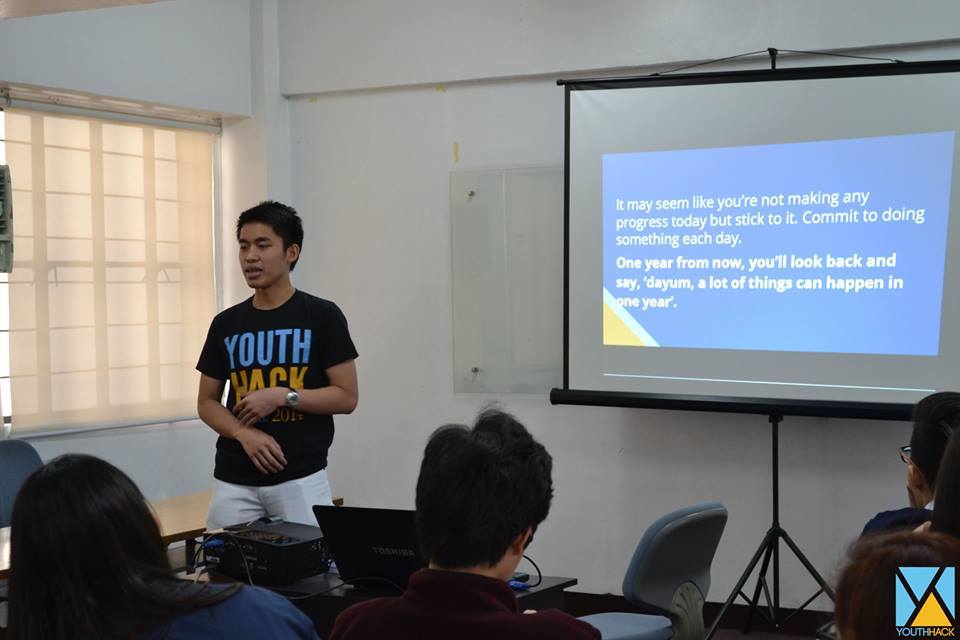 It may seem like you're not making any
progress today but stick to it. Commit to doing
something each day.
One year from now, you'll look back and
say, 'dayum, a lot of things can happen in
one year'.
YOUTH
HACK
2014
TOSHIBA
YOUTHHACK